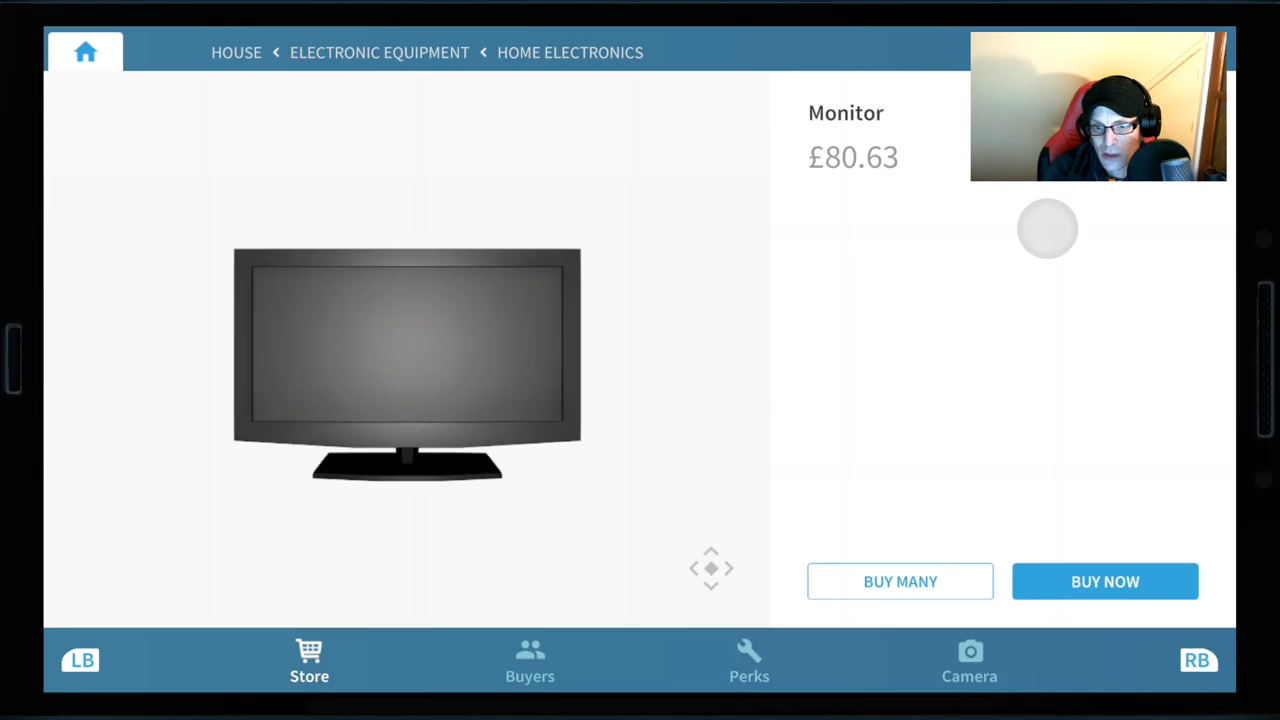 HOUSE < ELECTRONIC EQUIPMENT < HOME ELECTRONICS
Monitor
£80.63
BUY MANY
BUY NOW
LB
Store
Buyers
Perks
Camera
RB